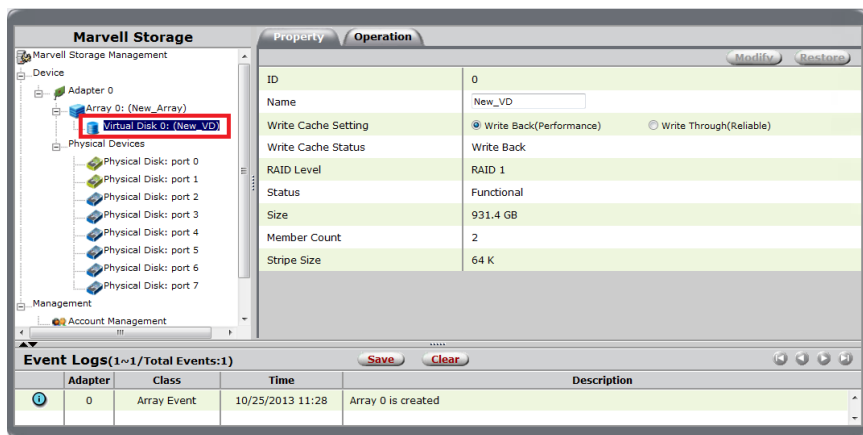 Marvell Storage
Property Operation
Marvell Storage Management
Modify Restore
Device
Adapter 0
Array 0: (New_Array)
Virtual Disk 0: (New_VD)
Physical Devices
Physical Disk: port 0
Physical Disk: port 1
Physical Disk: port 2
Physical Disk: port 3
Physical Disk: port 4
Physical Disk: port 5
Physical Disk: port 6
Physical Disk: port 7
Management
Account Management
ID 0
Name New_VD
Write Cache Setting Write Back(Performance) Write Through(Reliable)
Write Cache Status Write Back
RAID Level RAID 1
Status Functional
Size 931.4 GB
Member Count 2
Stripe Size 64 K
Event Logs(1~1/Total Events:1) Save Clear
Adapter Class Time Description
0 Array Event 10/25/2013 11:28 Array 0 is created